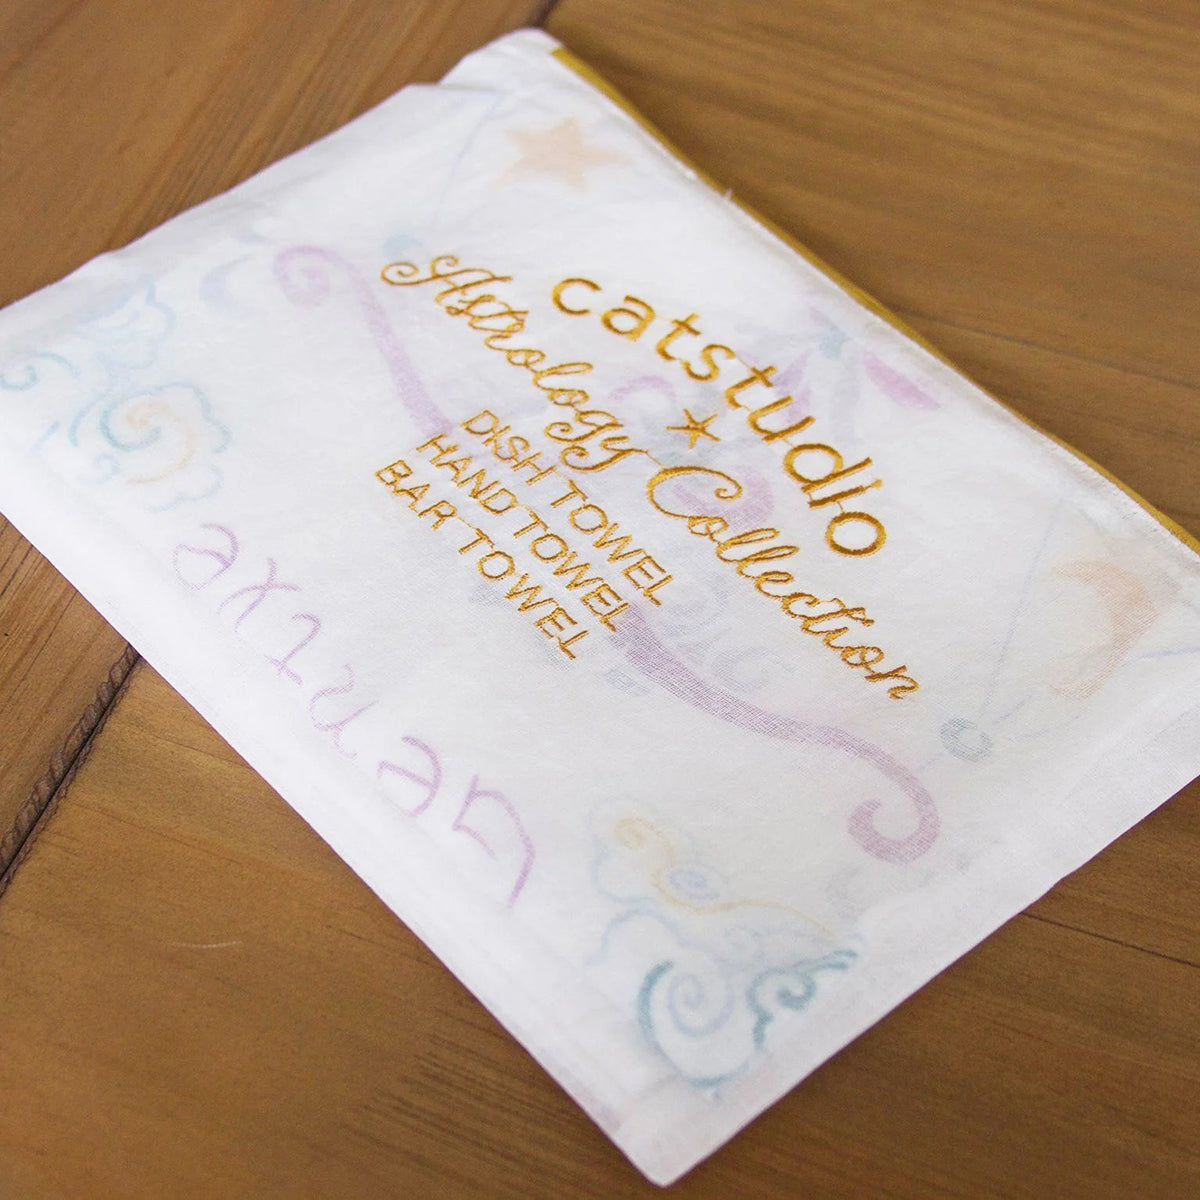 catstudio
Astrology Collection
DISH TOWEL
HAND TOWEL
BAR TOWEL